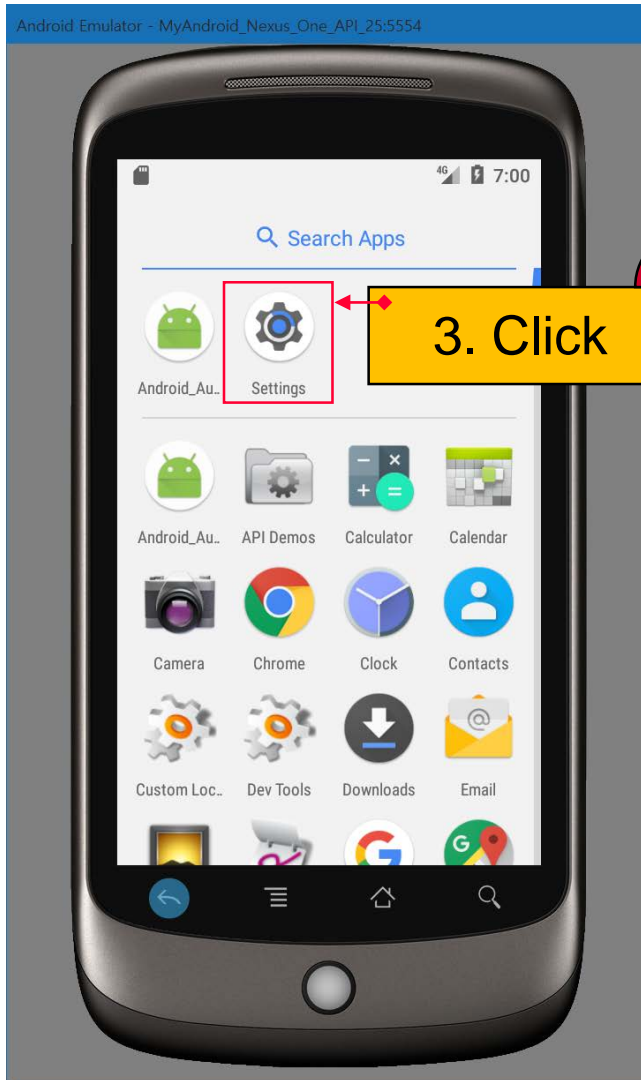 Android Emulator - MyAndroid_Nexus_One_API_25:5554
4G 7:00
Search Apps
3. Click
Android_Au.. Settings
Android_Au.. API Demos Calculator Calendar
Camera Chrome Clock Contacts
Custom Loc.. Dev Tools Downloads Email